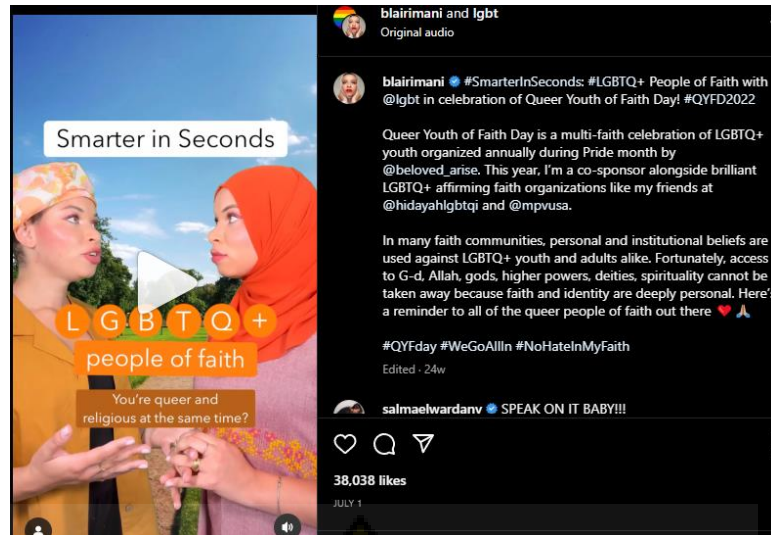 blairimani and lgbt
Original audio
Smarter in Seconds
L G B T Q +
people of faith
You're queer and
religious at the same time?
blairimani #SmarterInSeconds: #LGBTQ+ People of Faith with
@lgbt in celebration of Queer Youth of Faith Day! #QYFD2022
Queer Youth of Faith Day is a multi-faith celebration of LGBTQ+
youth organized annually during Pride month by
@beloved_arise. This year, I'm a co-sponsor alongside brilliant
LGBTQ+ affirming faith organizations like my friends at
@hidayahlgbtqi and @mpvusa.
In many faith communities, personal and institutional beliefs are
used against LGBTQ+ youth and adults alike. Fortunately, access
to G-d, Allah, gods, higher powers, deities, spirituality cannot be
taken away because faith and identity are deeply personal. Here's
a reminder to all of the queer people of faith out there ❤️ 🙏🏼
#QYFday #WeGoAllIn #NoHateInMyFaith
Edited · 24w
salmaelwardany SPEAK ON IT BABY!!!
38,038 likes
JULY 1